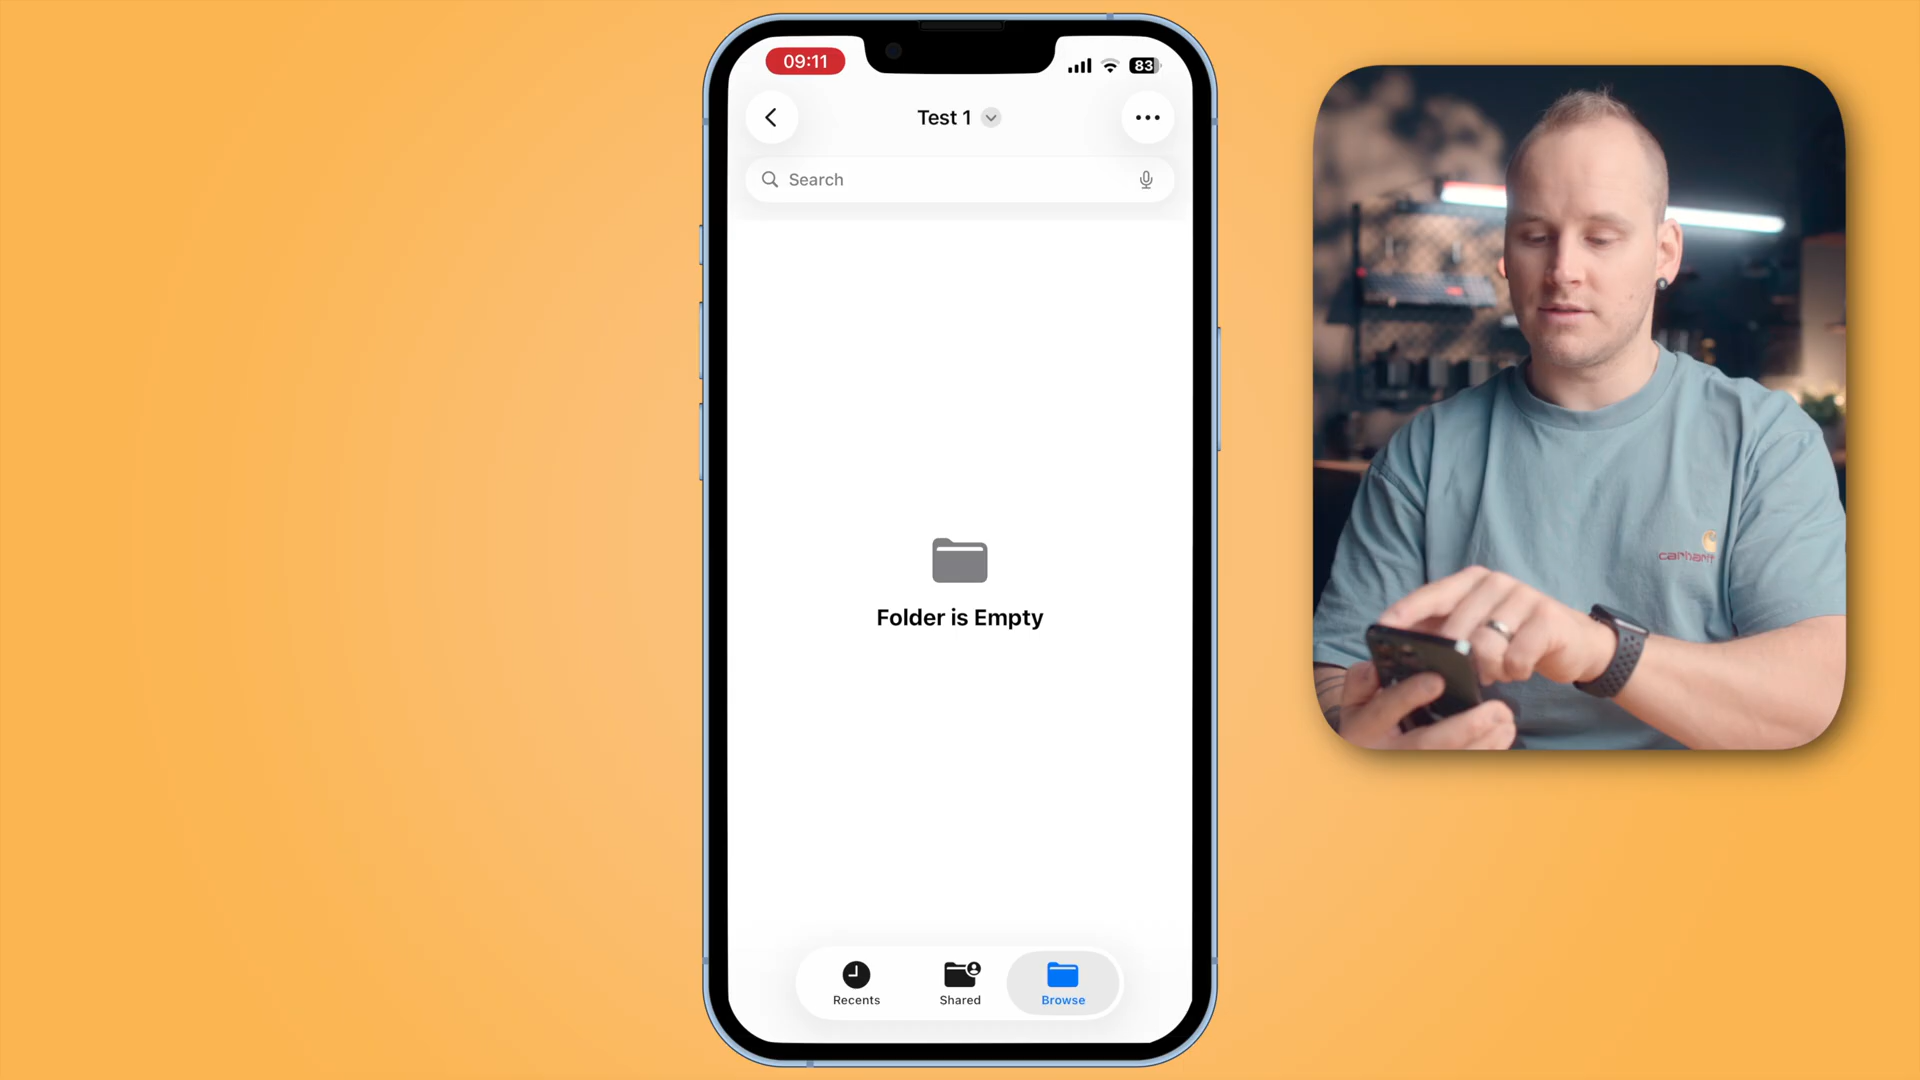 09:11
83
Test 1
Search
Folder is Empty
Recents
Shared
Browse
carhartt